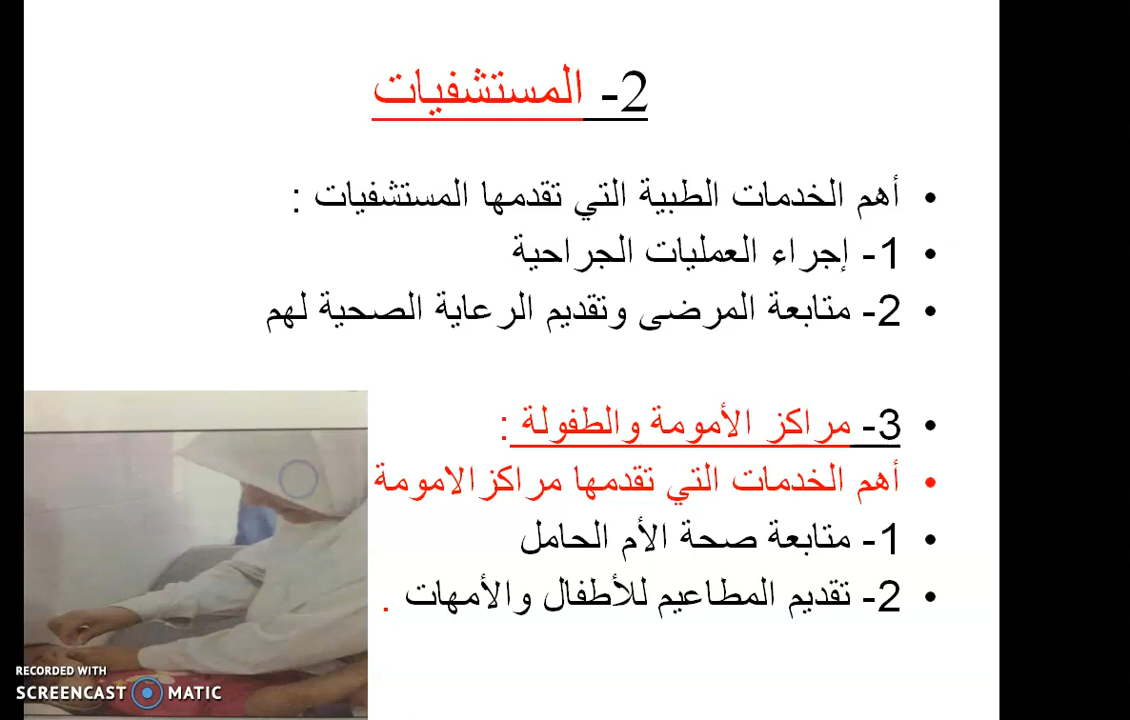 2- المستشفيات
• أهم الخدمات الطبية التي تقدمها المستشفيات :
• 1- إجراء العمليات الجراحية
• 2- متابعة المرضى وتقديم الرعاية الصحية لهم
• 3- مراكز الأمومة والطفولة :
• أهم الخدمات التي تقدمها مراكز الامومة
• 1- متابعة صحة الأم الحامل
• 2- تقديم المطاعيم للأطفال والأمهات .
RECORDED WITH
SCREENCAST MATIC